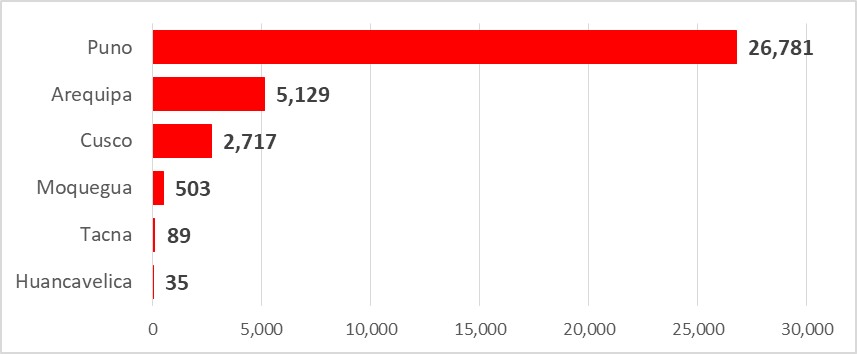 Puno 26,781
Arequipa 5,129
Cusco 2,717
Moquegua 503
Tacna 89
Huancavelica 35
0 5,000 10,000 15,000 20,000 25,000 30,000